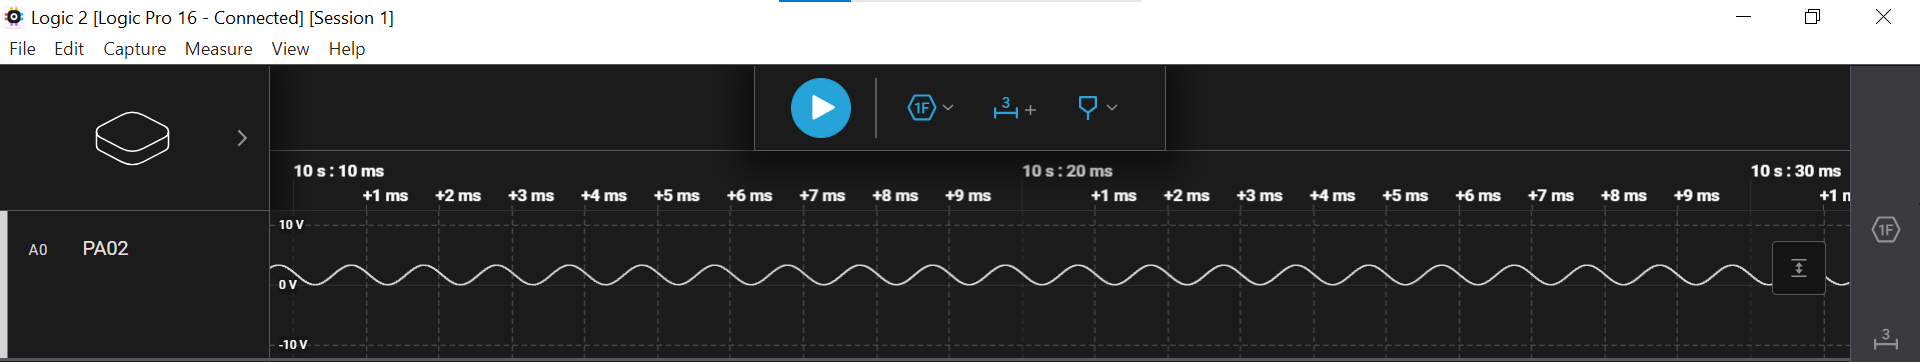 Logic 2 [Logic Pro 16 - Connected] [Session 1]
File Edit Capture Measure View Help
1F 3
10 s : 10 ms 10 s : 20 ms 10 s : 30 ms
+1 ms +2 ms +3 ms +4 ms +5 ms +6 ms +7 ms +8 ms +9 ms +1 ms +2 ms +3 ms +4 ms +5 ms +6 ms +7 ms +8 ms +9 ms +1
10 V
1F
A0 PA02
0 V
-10 V
3